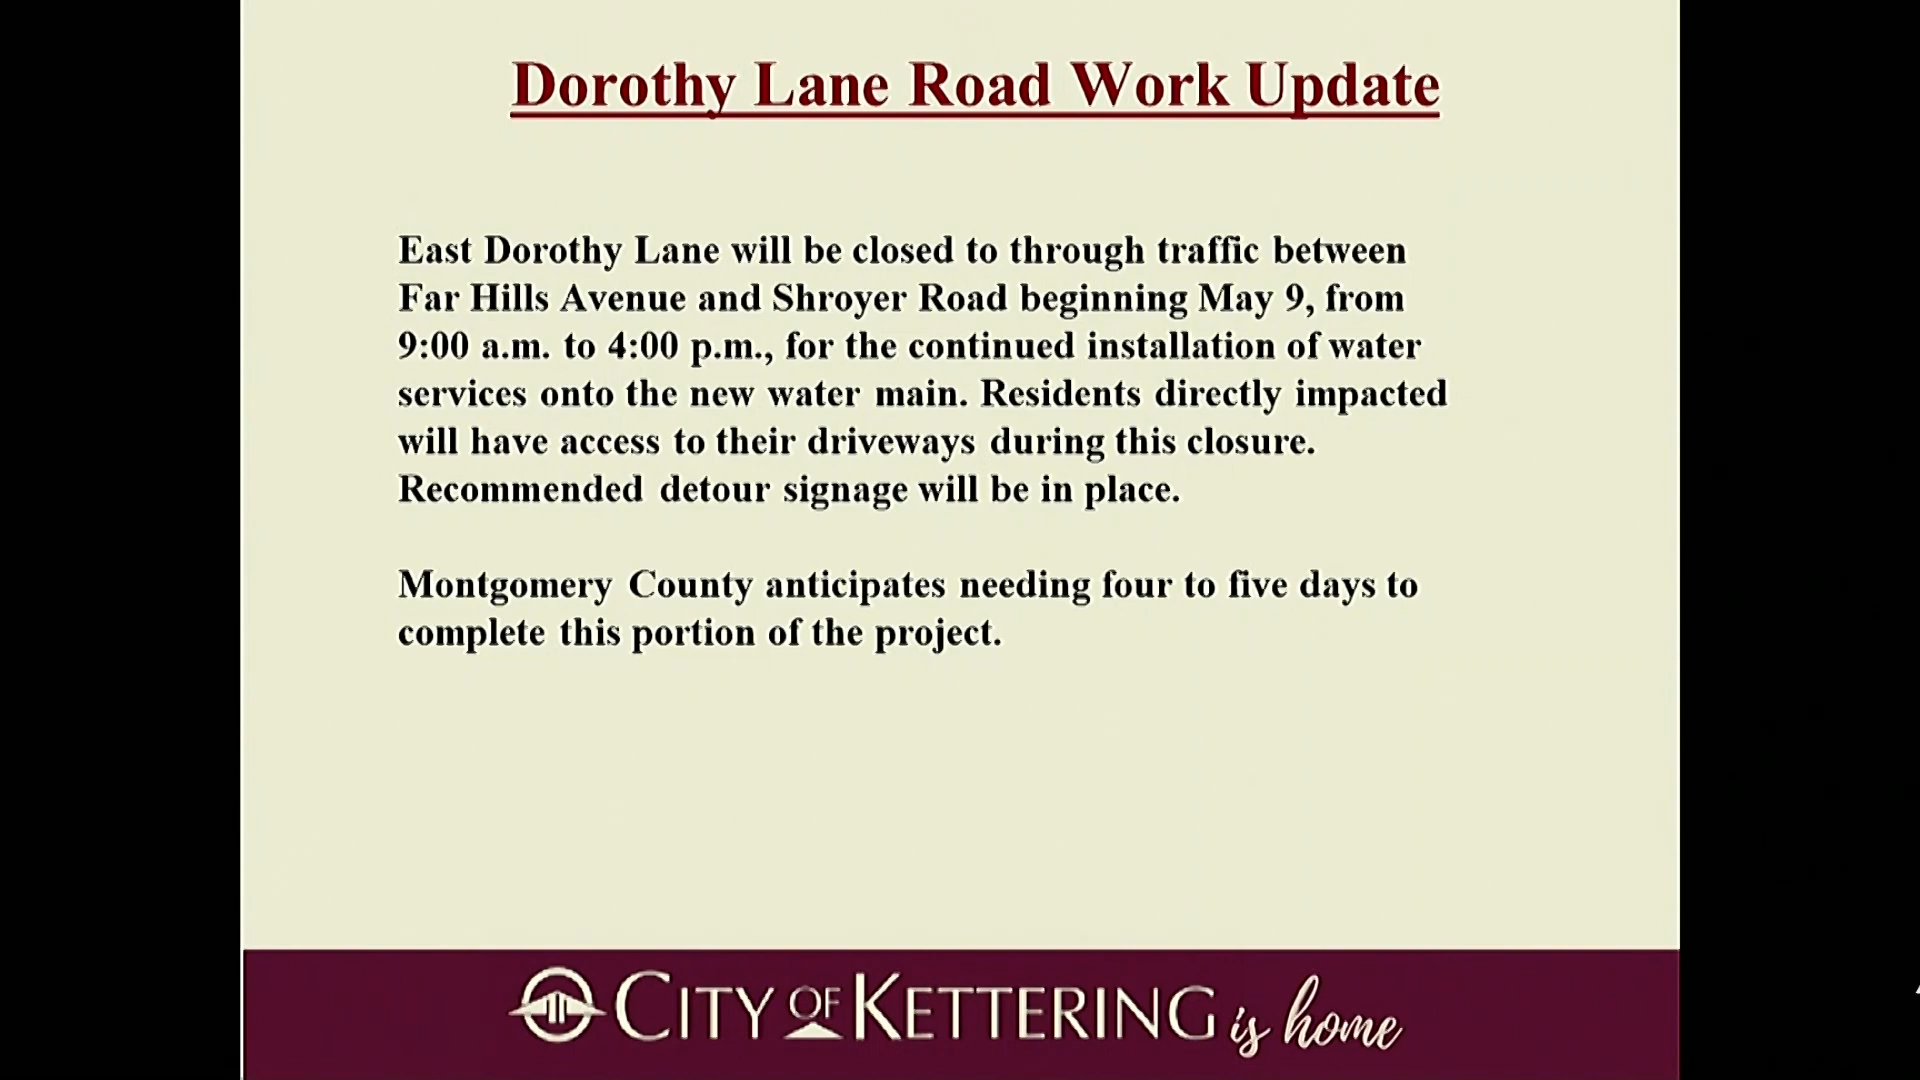 Dorothy Lane Road Work Update
East Dorothy Lane will be closed to through traffic between
Far Hills Avenue and Shroyer Road beginning May 9, from
9:00 a.m. to 4:00 p.m., for the continued installation of water
services onto the new water main. Residents directly impacted
will have access to their driveways during this closure.
Recommended detour signage will be in place.
Montgomery County anticipates needing four to five days to
complete this portion of the project.
CITY OF KETTERING is home